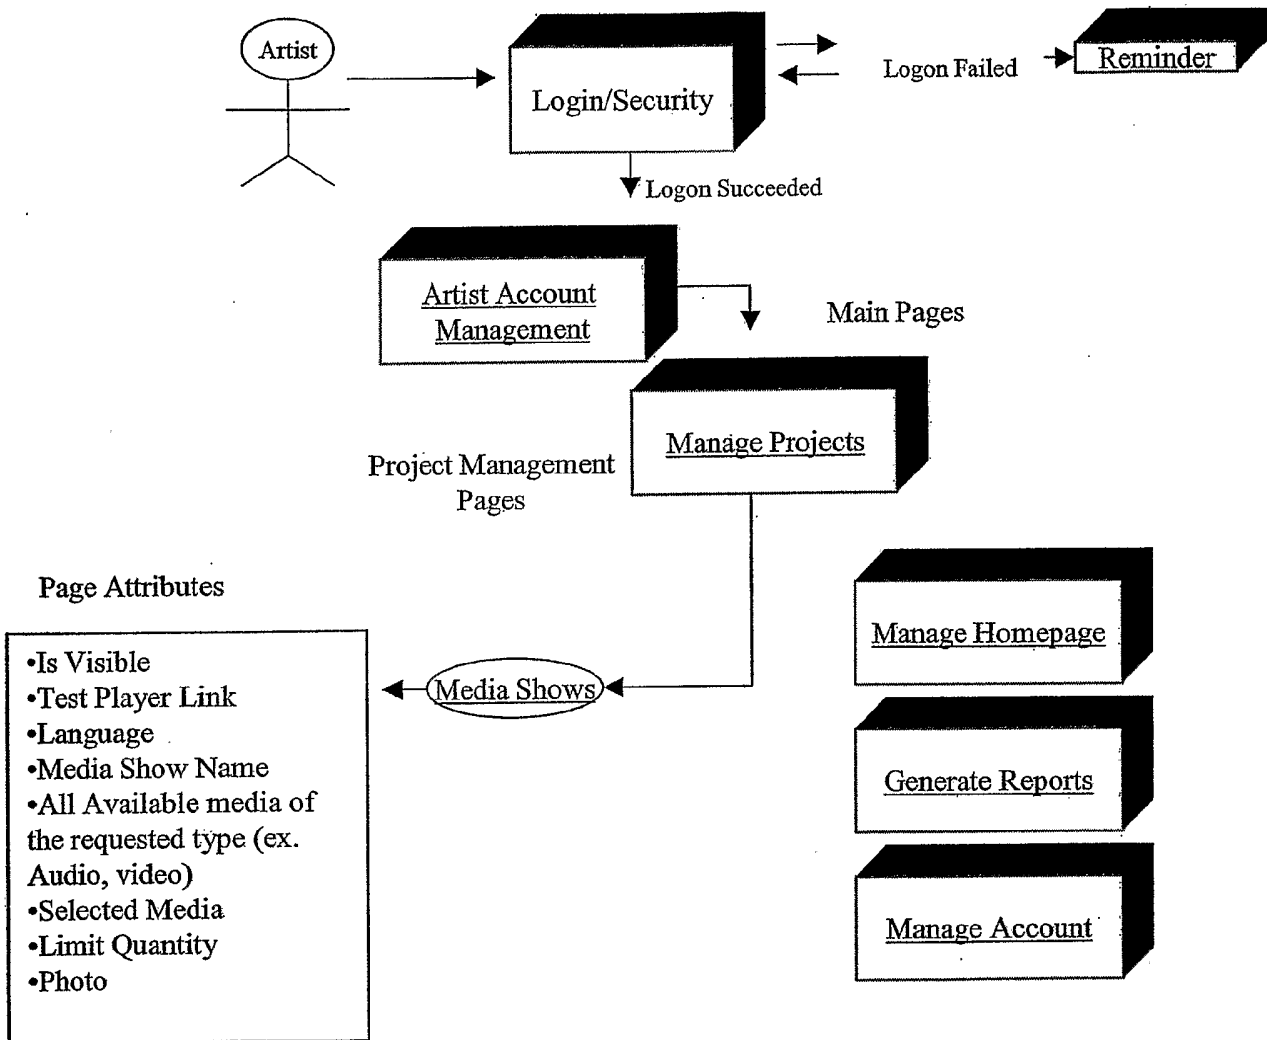 Artist
Login/Security
Logon Failed
Reminder
Logon Succeeded
Artist Account
Management
Main Pages
Manage Projects
Project Management
Pages
Page Attributes
•Is Visible
•Test Player Link
•Language
•Media Show Name
•All Available media of
the requested type (ex.
Audio, video)
•Selected Media
•Limit Quantity
•Photo
Media Shows
Manage Homepage
Generate Reports
Manage Account